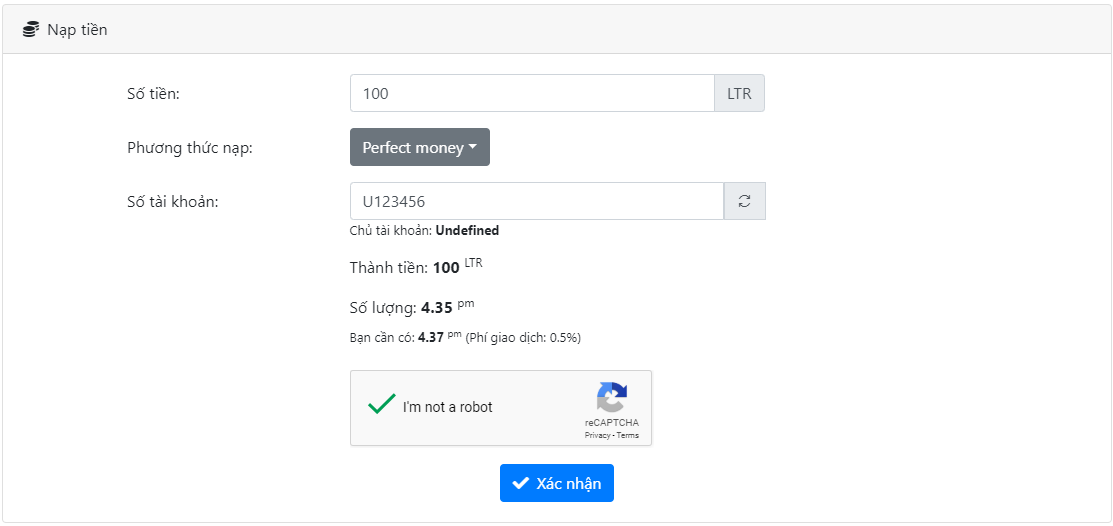 Nạp tiền
Số tiền: 100 LTR
Phương thức nạp: Perfect money
Số tài khoản: U123456
Chủ tài khoản: Undefined
Thành tiền: 100 LTR
Số lượng: 4.35 pm
Bạn cần có: 4.37 pm (Phí giao dịch: 0.5%)
I'm not a robot
reCAPTCHA
Privacy - Terms
Xác nhận